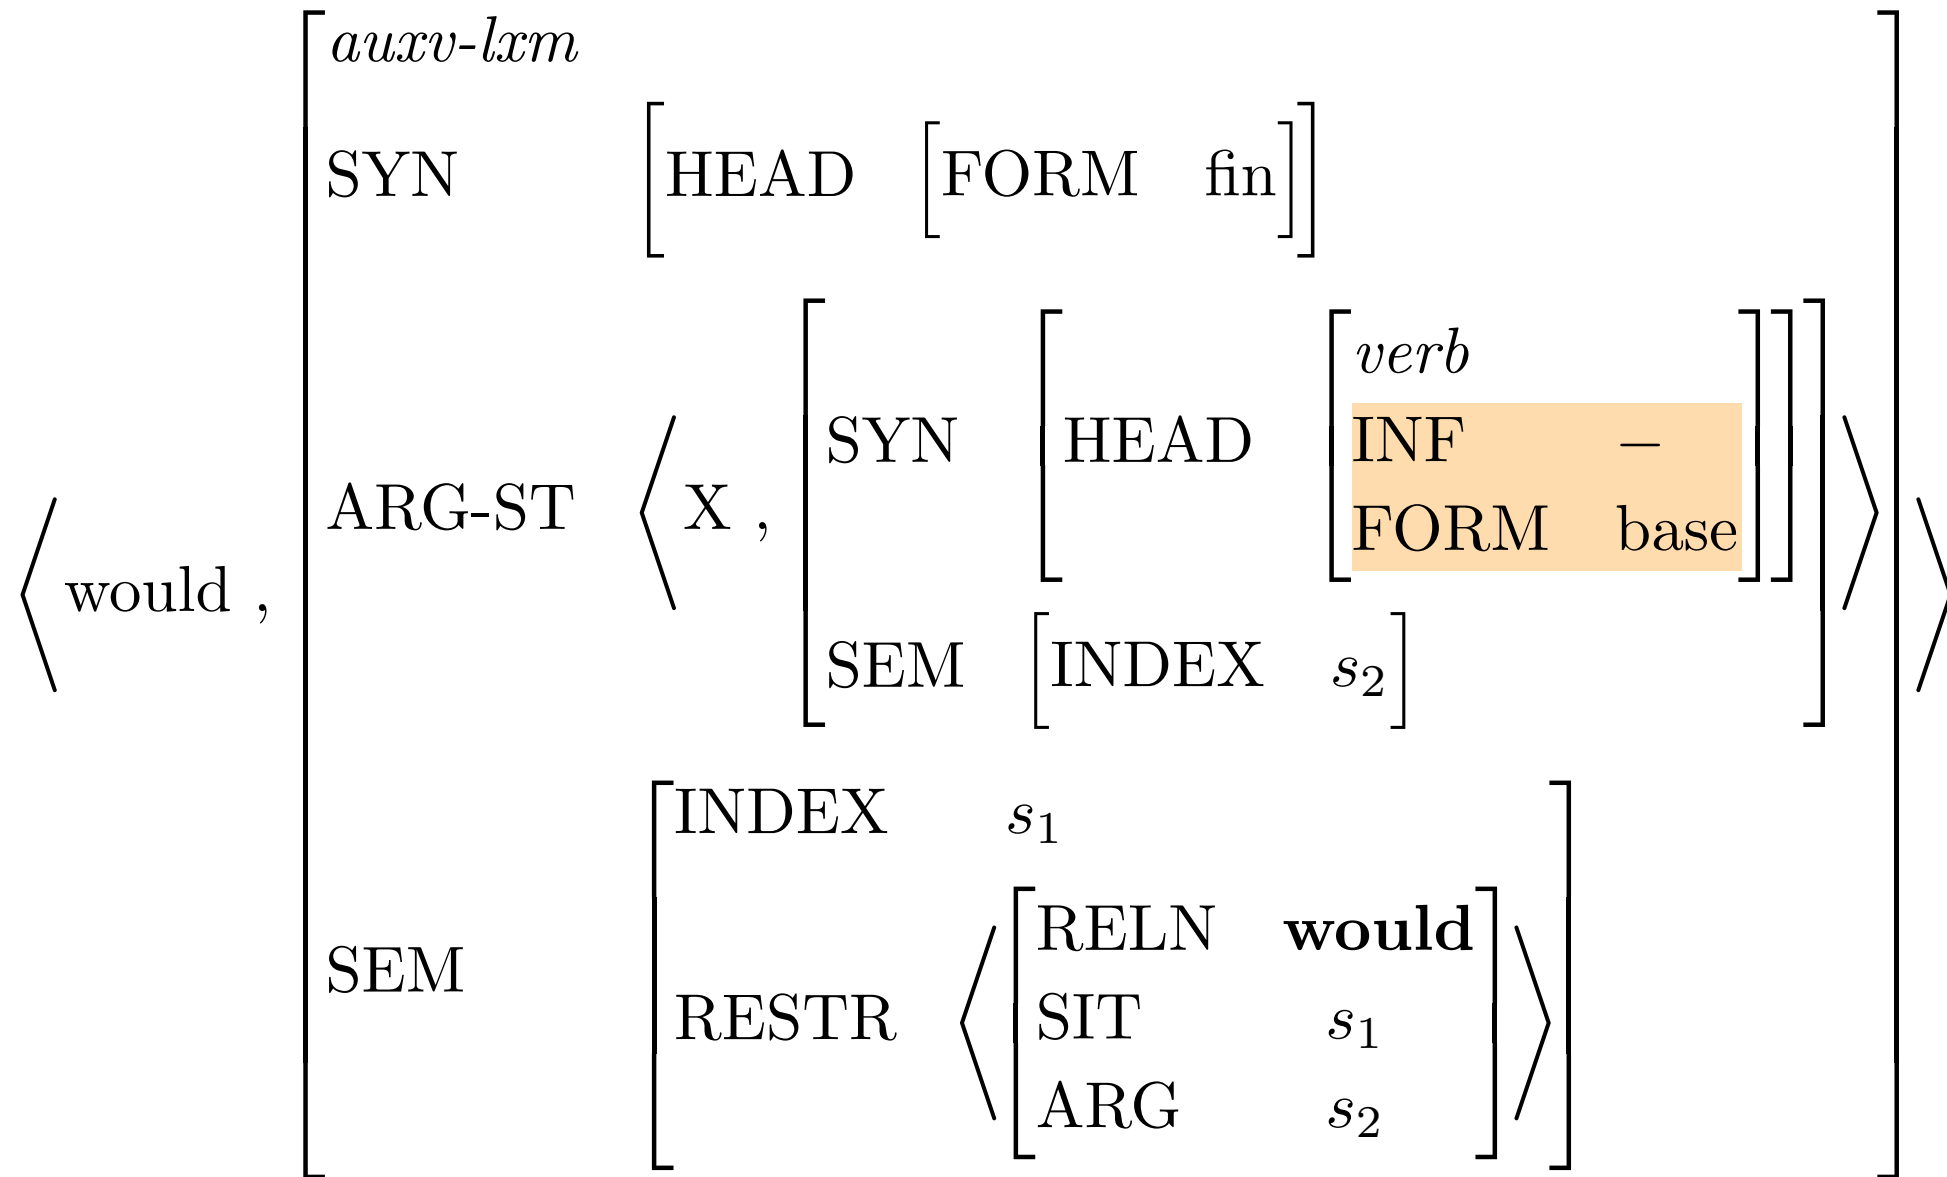 auxv-lxm
SYN [HEAD [FORM fin]]
verb
SYN [HEAD [INF −
ARG-ST ⟨ X , FORM base]]
⟨ would ,
SEM [INDEX s₂] ⟩ ⟩
INDEX s₁
RELN would
SEM
RESTR ⟨ SIT s₁ ⟩
ARG s₂